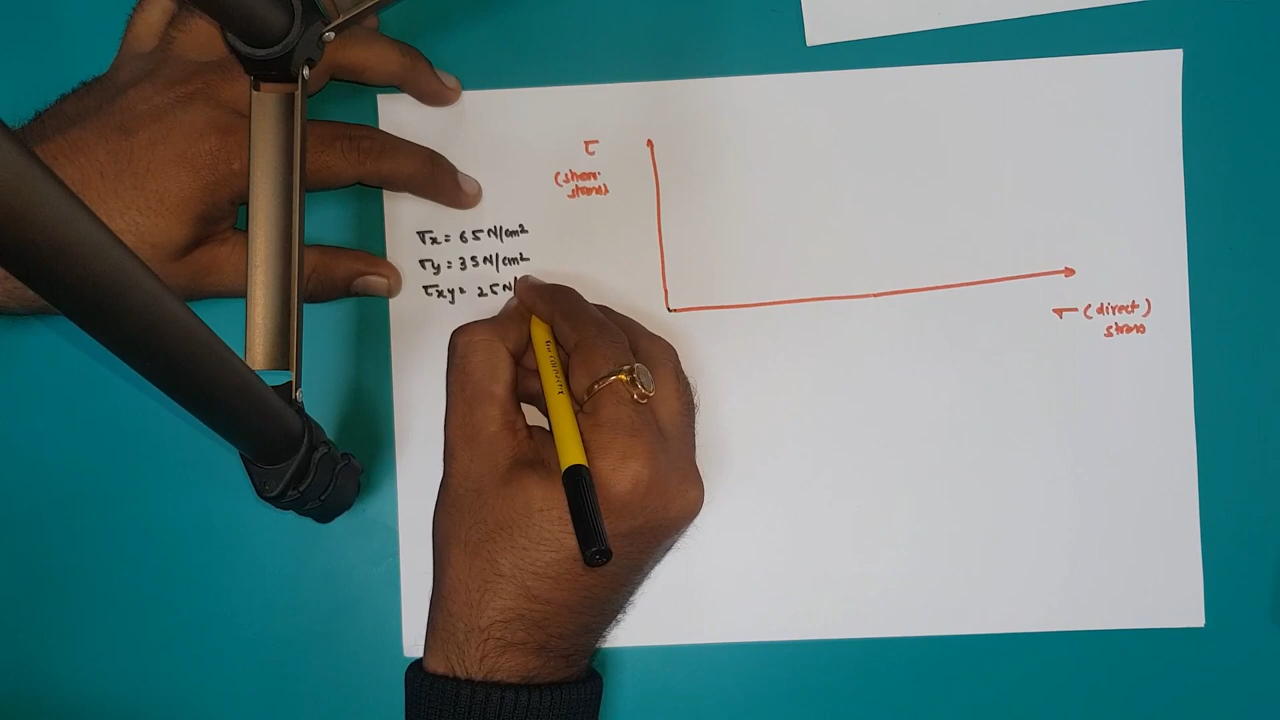 τ
(shear
stress)
σx = 65 N/cm²
σy = 35 N/cm²
τxy = 25 N/
σ (direct)
stress